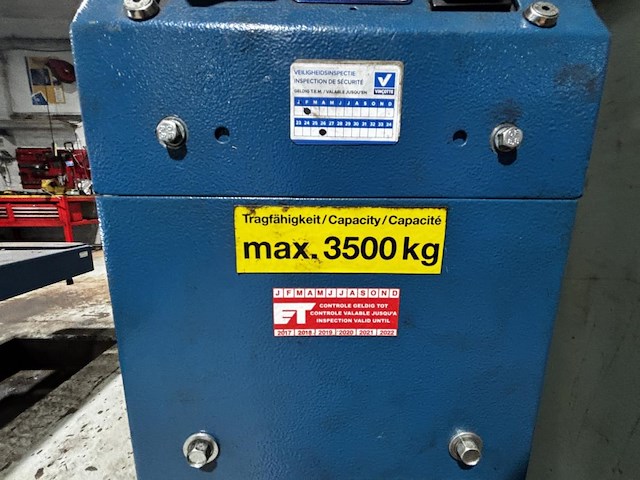 VEILIGHEIDSINSPECTIE
INSPECTION DE SÉCURITÉ
GELDIG T.E.M. / VALABLE JUSQU'EN
VINÇOTTE
J F M A M J J A S O N D
23 24 25 26 27 28 29 30 31 32 33 34
Tragfähigkeit/Capacity/Capacité
max. 3500 kg
J F M A M J J A S O N D
ET
CONTROLE GELDIG TOT
CONTROLE VALABLE JUSQU'A
INSPECTION VALID UNTIL
2017 2018 2019 2020 2021 2022